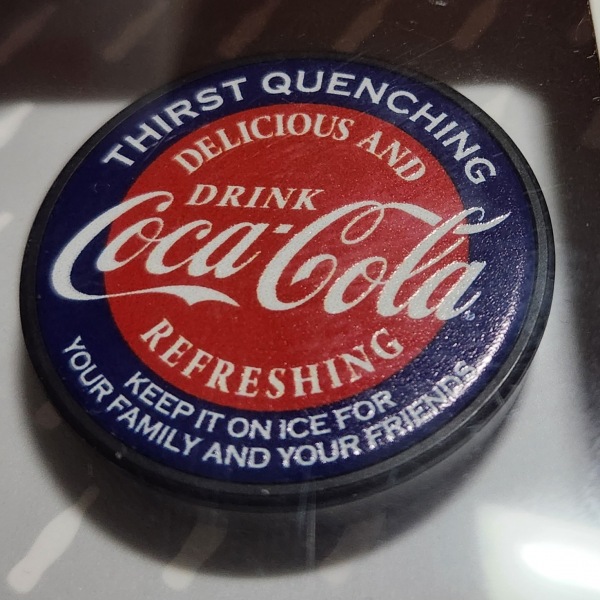 THIRST QUENCHING
DELICIOUS AND
DRINK
Coca-Cola
REFRESHING
KEEP IT ON ICE FOR
YOUR FAMILY AND YOUR FRIENDS